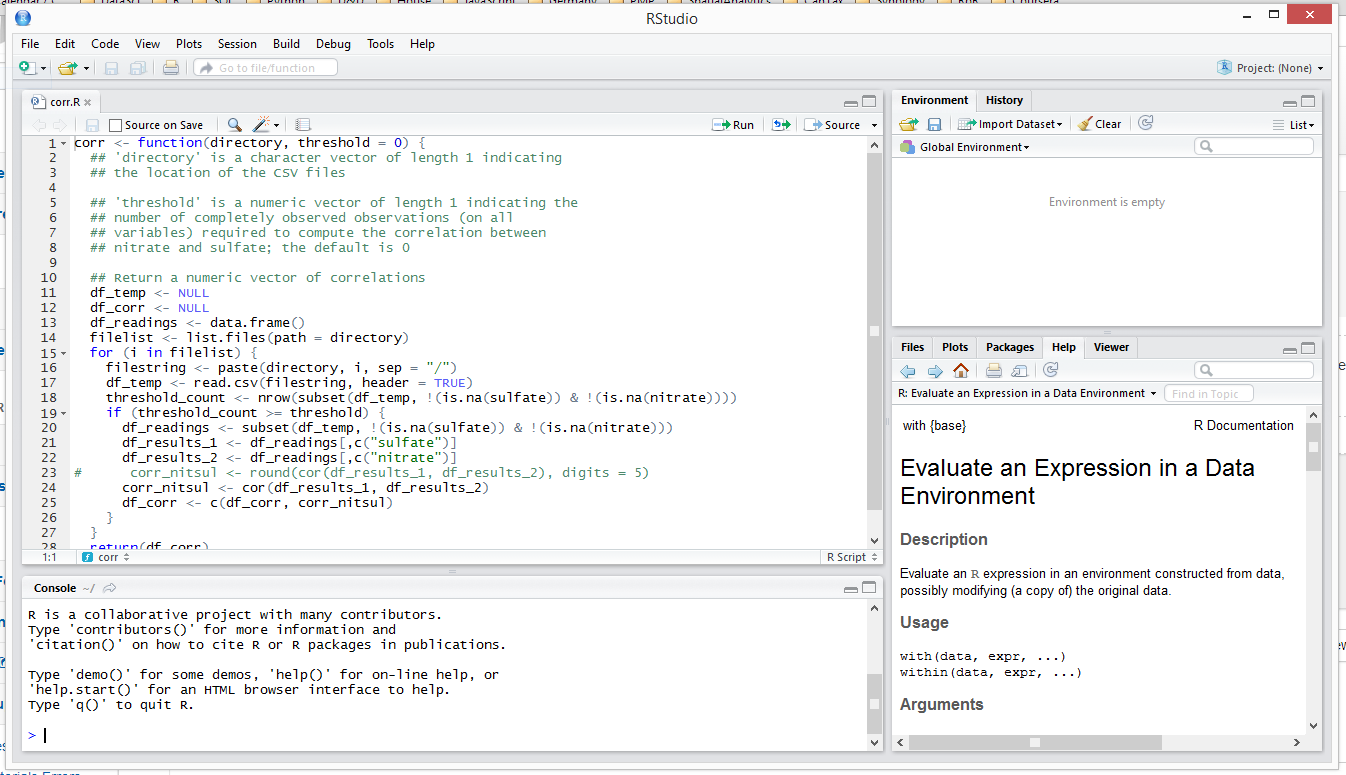 RStudio
File Edit Code View Plots Session Build Debug Tools Help
Go to file/function
Project: (None)
corr.R
Source on Save
Run
Source
1 corr <- function(directory, threshold = 0) {
2 ## 'directory' is a character vector of length 1 indicating
3 ## the location of the CSV files
4
5 ## 'threshold' is a numeric vector of length 1 indicating the
6 ## number of completely observed observations (on all
7 ## variables) required to compute the correlation between
8 ## nitrate and sulfate; the default is 0
9
10 ## Return a numeric vector of correlations
11 df_temp <- NULL
12 df_corr <- NULL
13 df_readings <- data.frame()
14 filelist <- list.files(path = directory)
15 for (i in filelist) {
16 filestring <- paste(directory, i, sep = "/")
17 df_temp <- read.csv(filestring, header = TRUE)
18 threshold_count <- nrow(subset(df_temp, !(is.na(sulfate)) & !(is.na(nitrate))))
19 if (threshold_count >= threshold) {
20 df_readings <- subset(df_temp, !(is.na(sulfate)) & !(is.na(nitrate)))
21 df_results_1 <- df_readings[,c("sulfate")]
22 df_results_2 <- df_readings[,c("nitrate")]
23 # corr_nitsul <- round(cor(df_results_1, df_results_2), digits = 5)
24 corr_nitsul <- cor(df_results_1, df_results_2)
25 df_corr <- c(df_corr, corr_nitsul)
26 }
27 }
28 return(df_corr)
1:1 corr R Script
Console ~/
R is a collaborative project with many contributors.
Type 'contributors()' for more information and
'citation()' on how to cite R or R packages in publications.
Type 'demo()' for some demos, 'help()' for on-line help, or
'help.start()' for an HTML browser interface to help.
Type 'q()' to quit R.
>
Environment History
Import Dataset Clear List
Global Environment
Environment is empty
Files Plots Packages Help Viewer
R: Evaluate an Expression in a Data Environment Find in Topic
with {base} R Documentation
Evaluate an Expression in a Data
Environment
Description
Evaluate an R expression in an environment constructed from data,
possibly modifying (a copy of) the original data.
Usage
with(data, expr, ...)
within(data, expr, ...)
Arguments